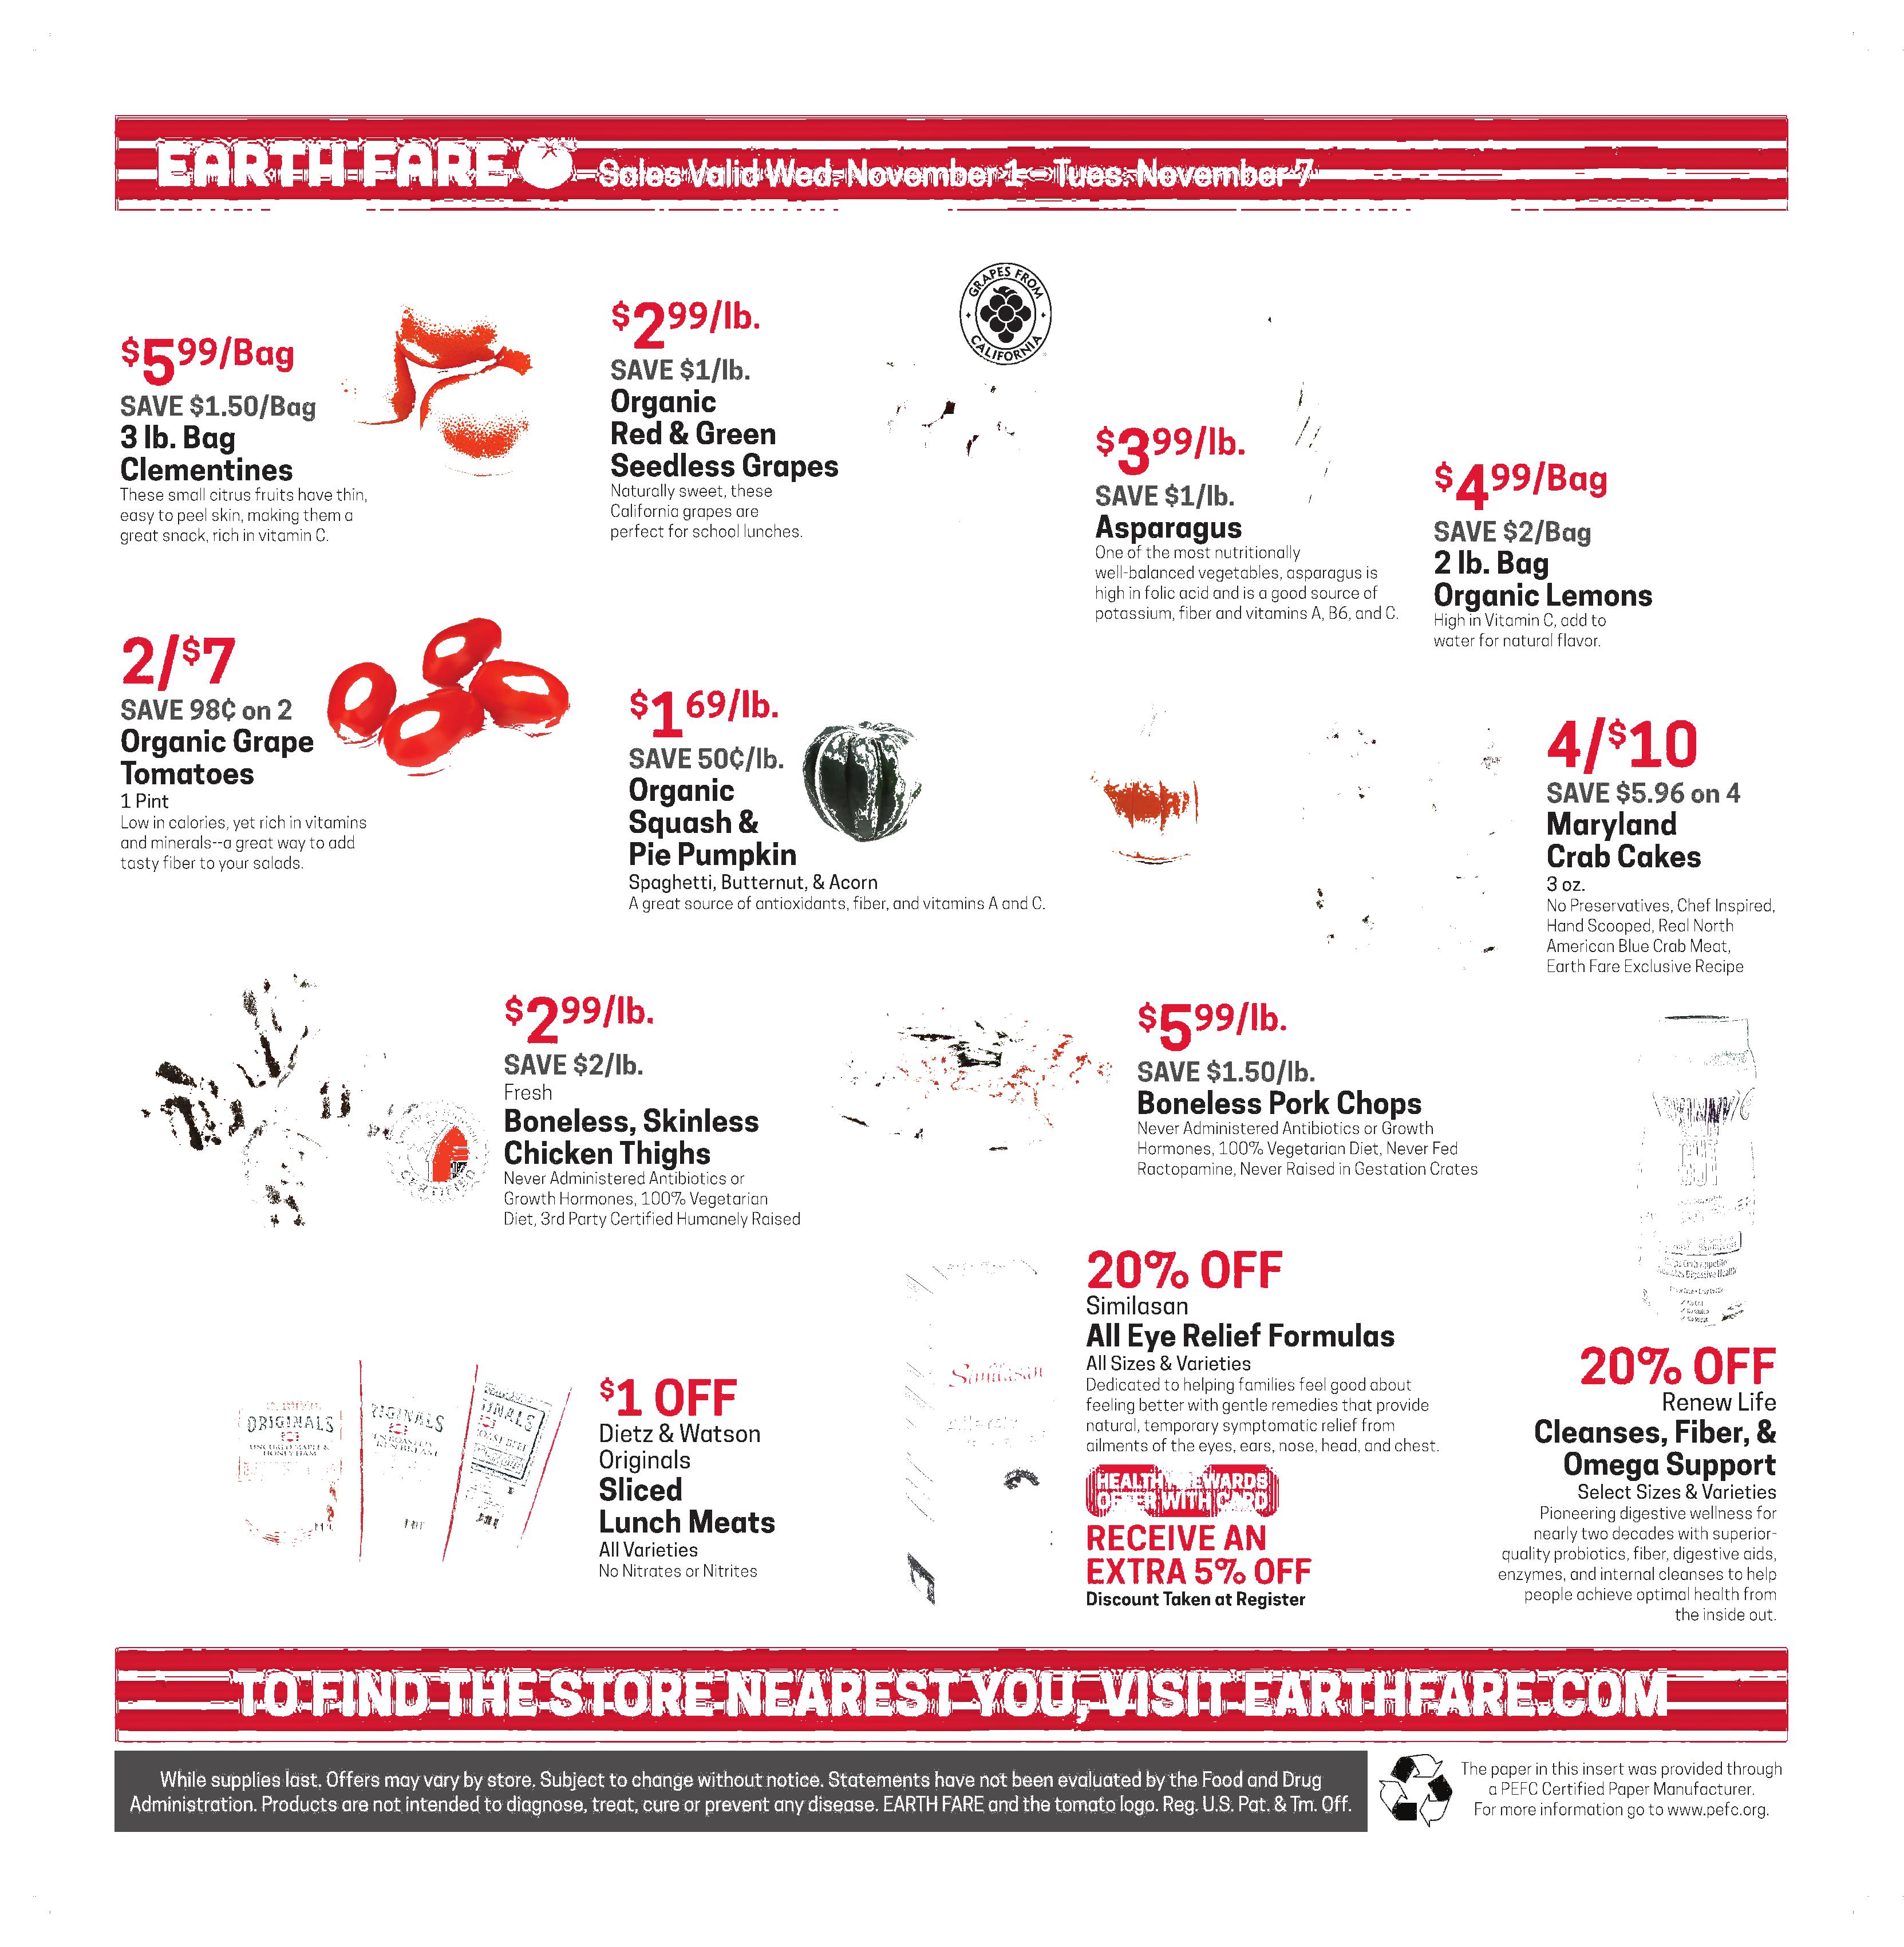 EARTH FARE Sales Valid Wed. November 1 - Tues. November 7
$5 99/Bag
SAVE $1.50/Bag
3 lb. Bag
Clementines
These small citrus fruits have thin,
easy to peel skin, making them a
great snack, rich in vitamin C.
$2 99/lb.
SAVE $1/lb.
Organic
Red & Green
Seedless Grapes
Naturally sweet, these
California grapes are
perfect for school lunches.
GRAPES FROM
CALIFORNIA
$3 99/lb.
SAVE $1/lb.
Asparagus
One of the most nutritionally
well-balanced vegetables, asparagus is
high in folic acid and is a good source of
potassium, fiber and vitamins A, B6, and C.
$4 99/Bag
SAVE $2/Bag
2 lb. Bag
Organic Lemons
High in Vitamin C, add to
water for natural flavor.
2/$7
SAVE 98¢ on 2
Organic Grape
Tomatoes
1 Pint
Low in calories, yet rich in vitamins
and minerals--a great way to add
tasty fiber to your salads.
$1 69/lb.
SAVE 50¢/lb.
Organic
Squash &
Pie Pumpkin
Spaghetti, Butternut, & Acorn
A great source of antioxidants, fiber, and vitamins A and C.
4/$10
SAVE $5.96 on 4
Maryland
Crab Cakes
3 oz.
No Preservatives, Chef Inspired,
Hand Scooped, Real North
American Blue Crab Meat,
Earth Fare Exclusive Recipe
CERTIFIED
$2 99/lb.
SAVE $2/lb.
Fresh
Boneless, Skinless
Chicken Thighs
Never Administered Antibiotics or
Growth Hormones, 100% Vegetarian
Diet, 3rd Party Certified Humanely Raised
$5 99/lb.
SAVE $1.50/lb.
Boneless Pork Chops
Never Administered Antibiotics or Growth
Hormones, 100% Vegetarian Diet, Never Fed
Ractopamine, Never Raised in Gestation Crates
ORIGINALS
UNCURED MAPLE &
HONEY HAM
ORIGINALS
ORIGINALS
$1 OFF
Dietz & Watson
Originals
Sliced
Lunch Meats
All Varieties
No Nitrates or Nitrites
Similasan
20% OFF
Similasan
All Eye Relief Formulas
All Sizes & Varieties
Dedicated to helping families feel good about
feeling better with gentle remedies that provide
natural, temporary symptomatic relief from
ailments of the eyes, ears, nose, head, and chest.
HEALTHY REWARDS
OFFER WITH CARD
RECEIVE AN
EXTRA 5% OFF
Discount Taken at Register
20% OFF
Renew Life
Cleanses, Fiber, &
Omega Support
Select Sizes & Varieties
Pioneering digestive wellness for
nearly two decades with superior-
quality probiotics, fiber, digestive aids,
enzymes, and internal cleanses to help
people achieve optimal health from
the inside out.
TO FIND THE STORE NEAREST YOU, VISIT EARTHFARE.COM
While supplies last. Offers may vary by store. Subject to change without notice. Statements have not been evaluated by the Food and Drug
Administration. Products are not intended to diagnose, treat, cure or prevent any disease. EARTH FARE and the tomato logo. Reg. U.S. Pat. & Tm. Off.
The paper in this insert was provided through
a PEFC Certified Paper Manufacturer.
For more information go to www.pefc.org.